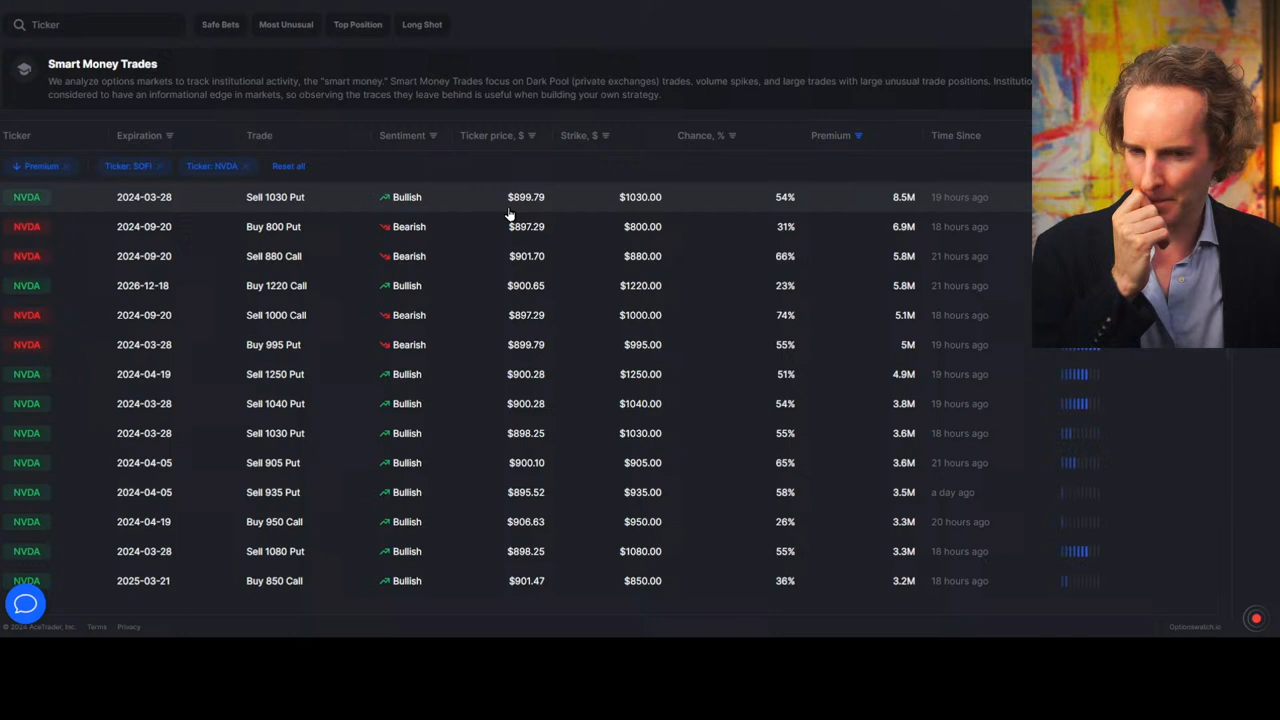 Ticker Safe Bets Most Unusual Top Position Long Shot
Smart Money Trades
We analyze options markets to track institutional activity, the "smart money." Smart Money Trades focus on Dark Pool (private exchanges) trades, volume spikes, and large trades with large unusual trade positions. Institutio
considered to have an informational edge in markets, so observing the traces they leave behind is useful when building your own strategy.
Ticker Expiration Trade Sentiment Ticker price, $ Strike, $ Chance, % Premium Time Since
Premium × Ticker: SOFI × Ticker: NVDA × Reset all
NVDA 2024-03-28 Sell 1030 Put Bullish $899.79 $1030.00 54% 8.5M 19 hours ago
NVDA 2024-09-20 Buy 800 Put Bearish $897.29 $800.00 31% 6.9M 18 hours ago
NVDA 2024-09-20 Sell 880 Call Bearish $901.70 $880.00 66% 5.8M 21 hours ago
NVDA 2026-12-18 Buy 1220 Call Bullish $900.65 $1220.00 23% 5.8M 21 hours ago
NVDA 2024-09-20 Sell 1000 Call Bearish $897.29 $1000.00 74% 5.1M 18 hours ago
NVDA 2024-03-28 Buy 995 Put Bearish $899.79 $995.00 55% 5M 19 hours ago
NVDA 2024-04-19 Sell 1250 Put Bullish $900.28 $1250.00 51% 4.9M 19 hours ago
NVDA 2024-03-28 Sell 1040 Put Bullish $900.28 $1040.00 54% 3.8M 19 hours ago
NVDA 2024-03-28 Sell 1030 Put Bullish $898.25 $1030.00 55% 3.6M 18 hours ago
NVDA 2024-04-05 Sell 905 Put Bullish $900.10 $905.00 65% 3.6M 21 hours ago
NVDA 2024-04-05 Sell 935 Put Bullish $895.52 $935.00 58% 3.5M a day ago
NVDA 2024-04-19 Buy 950 Call Bullish $906.63 $950.00 26% 3.3M 20 hours ago
NVDA 2024-03-28 Sell 1080 Put Bullish $898.25 $1080.00 55% 3.3M 18 hours ago
NVDA 2025-03-21 Buy 850 Call Bullish $901.47 $850.00 36% 3.2M 18 hours ago
© 2024 AceTrader, Inc. Terms Privacy Optionswatch.io